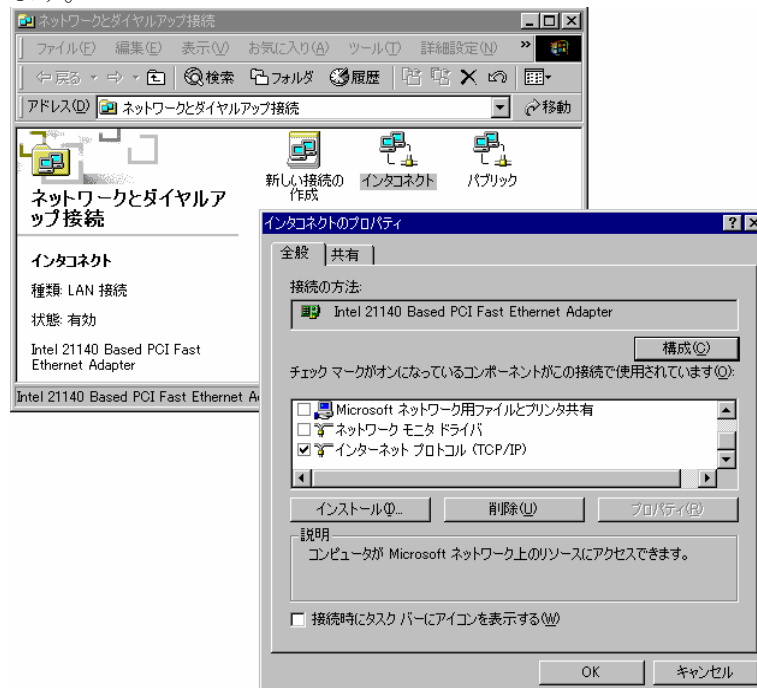 ネットワークとダイヤルアップ接続
ファイル(F) 編集(E) 表示(V) お気に入り(A) ツール(T) 詳細設定(N) »
戻る 検索 フォルダ 履歴
アドレス(D) ネットワークとダイヤルアップ接続 移動
新しい接続の作成
インタコネクト
パブリック
ネットワークとダイヤルア
ップ接続
インタコネクト
種類: LAN 接続
状態: 有効
Intel 21140 Based PCI Fast
Ethernet Adapter
Intel 21140 Based PCI Fast Ethernet
インタコネクトのプロパティ
全般 共有
接続の方法:
Intel 21140 Based PCI Fast Ethernet Adapter
構成(C)
チェック マークがオンになっているコンポーネントがこの接続で使用されています(O):
Microsoft ネットワーク用ファイルとプリンタ共有
ネットワーク モニタ ドライバ
インターネット プロトコル (TCP/IP)
インストール(I)... 削除(U) プロパティ(R)
説明
コンピュータが Microsoft ネットワーク上のリソースにアクセスできます。
接続時にタスク バーにアイコンを表示する(W)
OK キャンセル